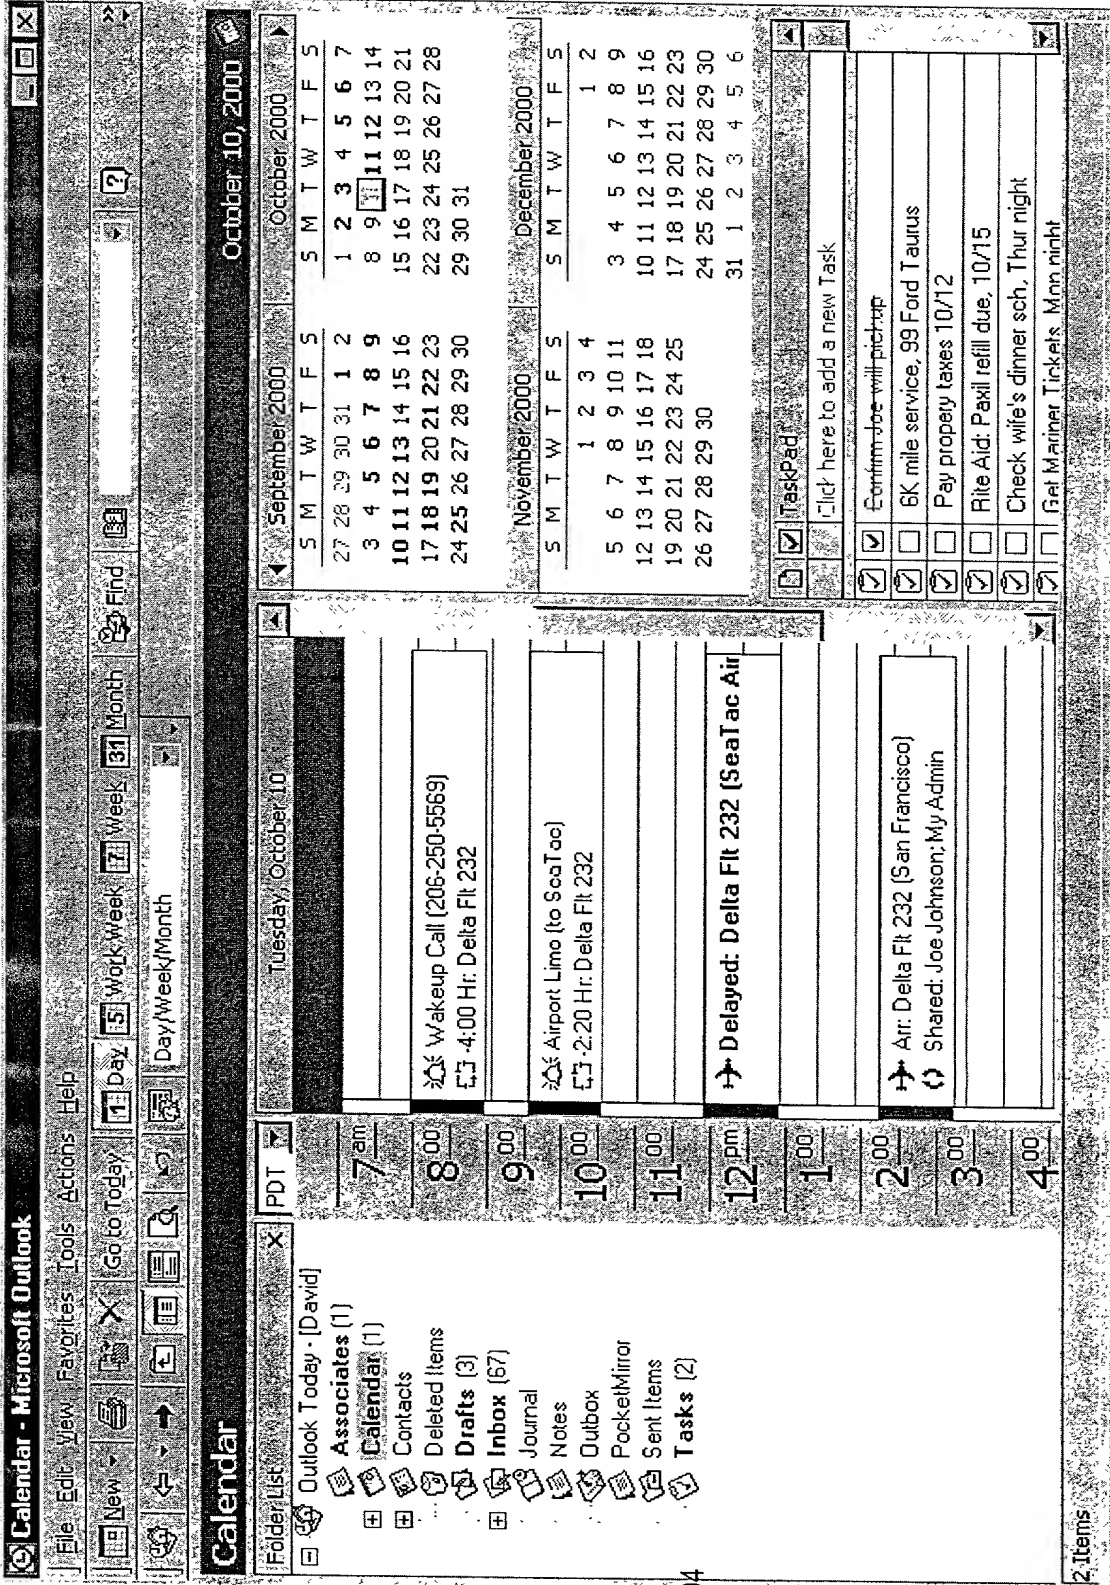 Calendar - Microsoft Outlook
File Edit View Favorites Tools Actions Help
New Go to Today 1 Day 5 Work Week 7 Week 31 Month Find
Day/Week/Month
Calendar October 10, 2000
Folder List
Outlook Today - [David]
Associates (1)
Calendar (1)
Contacts
Deleted Items
Drafts (3)
Inbox (67)
Journal
Notes
Outbox
PocketMirror
Sent Items
Tasks (2)
PDT
Tuesday, October 10
7 am
8 00
Wakeup Call (206-250-5569)
-4:00 Hr: Delta Flt 232
9 00
10 00
Airport Limo (to SeaTac)
-2:20 Hr: Delta Flt 232
11 00
12 pm
Delayed: Delta Flt 232 (SeaTac Air
1 00
2 00
Arr: Delta Flt 232 (San Francisco)
Shared: Joe Johnson; My Admin
3 00
4 00
September 2000
S M T W T F S
27 28 29 30 31 1 2
3 4 5 6 7 8 9
10 11 12 13 14 15 16
17 18 19 20 21 22 23
24 25 26 27 28 29 30
October 2000
S M T W T F S
1 2 3 4 5 6 7
8 9 11 12 13 14
15 16 17 18 19 20 21
22 23 24 25 26 27 28
29 30 31
November 2000
S M T W T F S
1 2 3 4
5 6 7 8 9 10 11
12 13 14 15 16 17 18
19 20 21 22 23 24 25
26 27 28 29 30
December 2000
S M T W T F S
1 2
3 4 5 6 7 8 9
10 11 12 13 14 15 16
17 18 19 20 21 22 23
24 25 26 27 28 29 30
31 1 2 3 4 5 6
TaskPad
Click here to add a new Task
Confirm Joe will pick up
6K mile service, 99 Ford Taurus
Pay propery taxes 10/12
Rite Aid: Paxil refill due, 10/15
Check wife's dinner sch, Thur night
Get Mariner Tickets, Mon night
2 Items